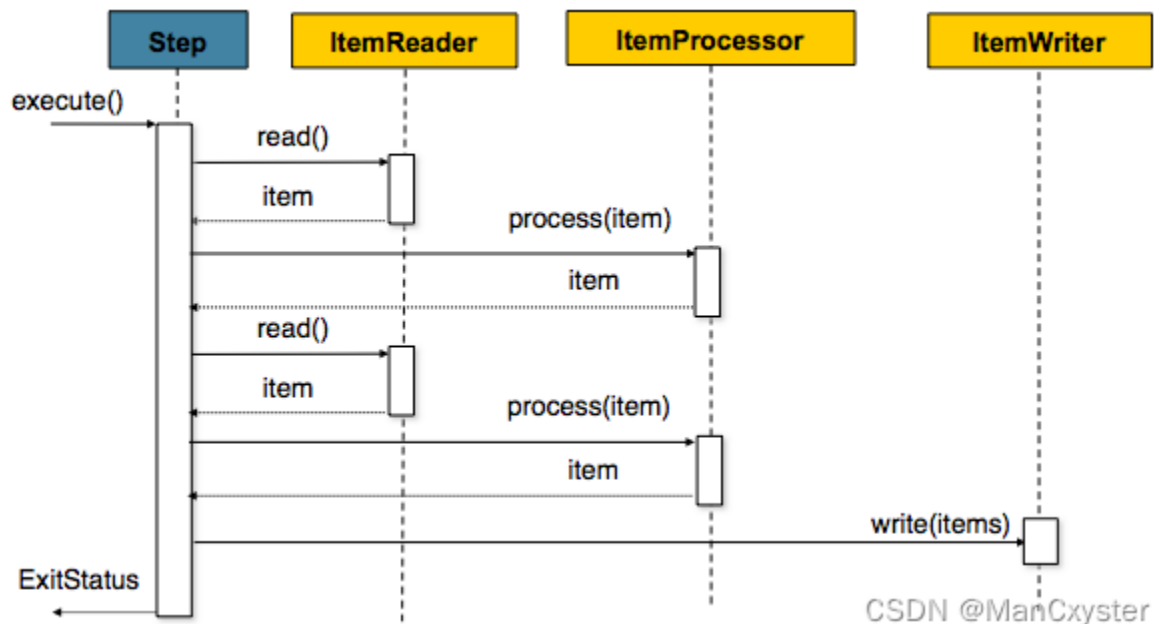 Step
ItemReader
ItemProcessor
ItemWriter
execute()
read()
item
process(item)
item
read()
item
process(item)
item
write(items)
ExitStatus
CSDN @ManCxyster